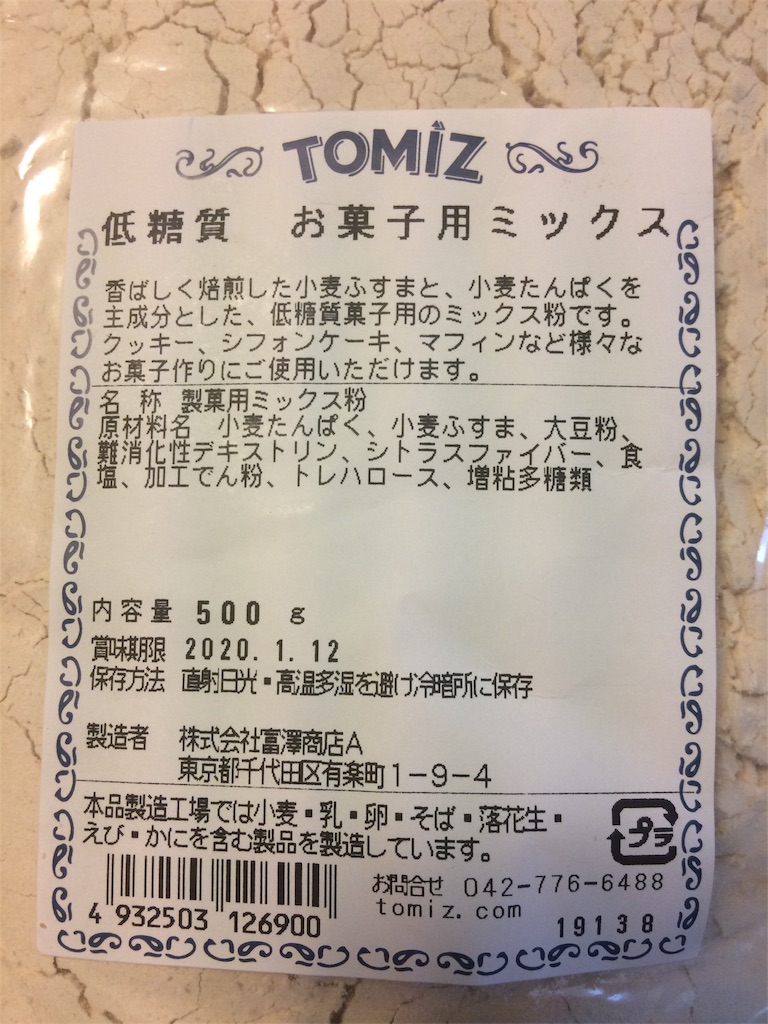 TOMIZ
低糖質　お菓子用ミックス
香ばしく焙煎した小麦ふすまと、小麦たんぱくを
主成分とした、低糖質菓子用のミックス粉です。
クッキー、シフォンケーキ、マフィンなど様々な
お菓子作りにご使用いただけます。
名　称　製菓用ミックス粉
原材料名　小麦たんぱく、小麦ふすま、大豆粉、
難消化性デキストリン、シトラスファイバー、食
塩、加工でん粉、トレハロース、増粘多糖類
内容量　500 g
賞味期限　2020. 1. 12
保存方法　直射日光・高温多湿を避け冷暗所に保存
製造者　株式会社富澤商店A
東京都千代田区有楽町1-9-4
本品製造工場では小麦・乳・卵・そば・落花生・
えび・かにを含む製品を製造しています。
プラ
お問合せ 042-776-6488
tomiz.com
4 932503 126900
19138